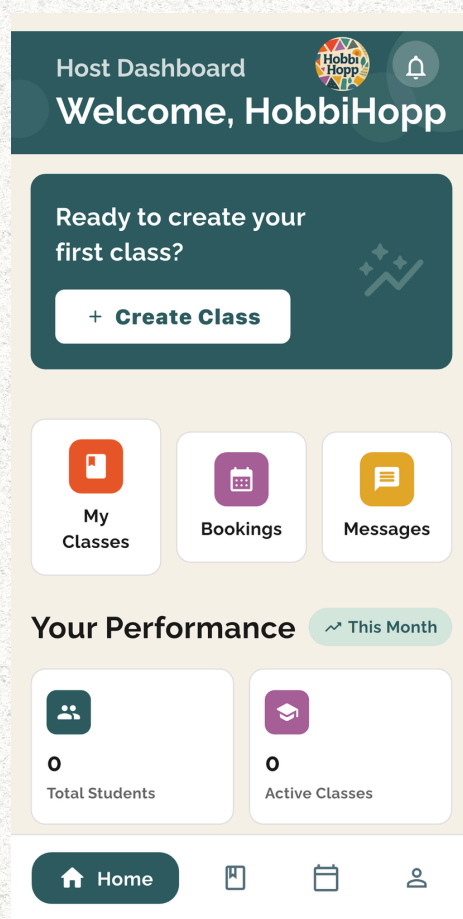 Host Dashboard
Hobbi
Hopp
Welcome, HobbiHopp
Ready to create your
first class?
+ Create Class
My
Classes
Bookings
Messages
Your Performance
This Month
0
Total Students
0
Active Classes
Home